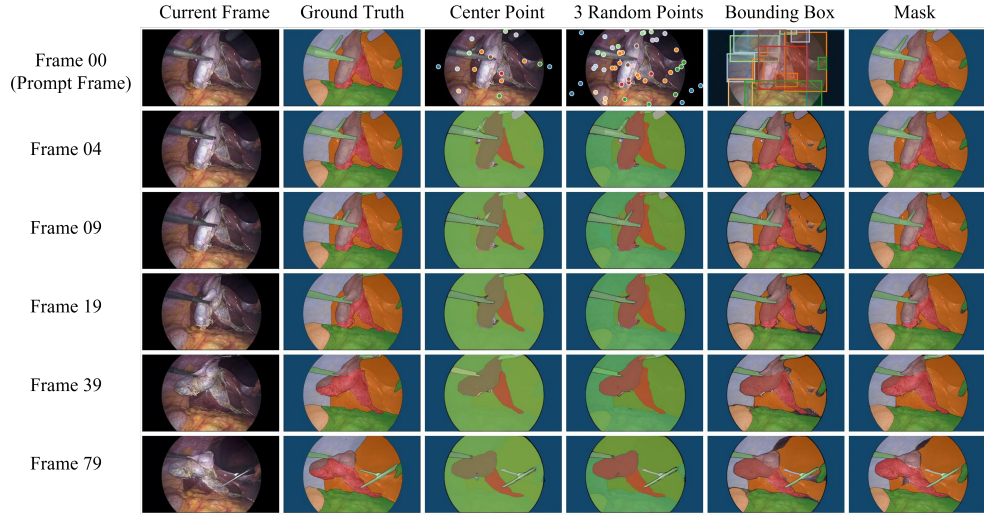 Current Frame Ground Truth Center Point 3 Random Points Bounding Box Mask
Frame 00
(Prompt Frame)
Frame 04
Frame 09
Frame 19
Frame 39
Frame 79